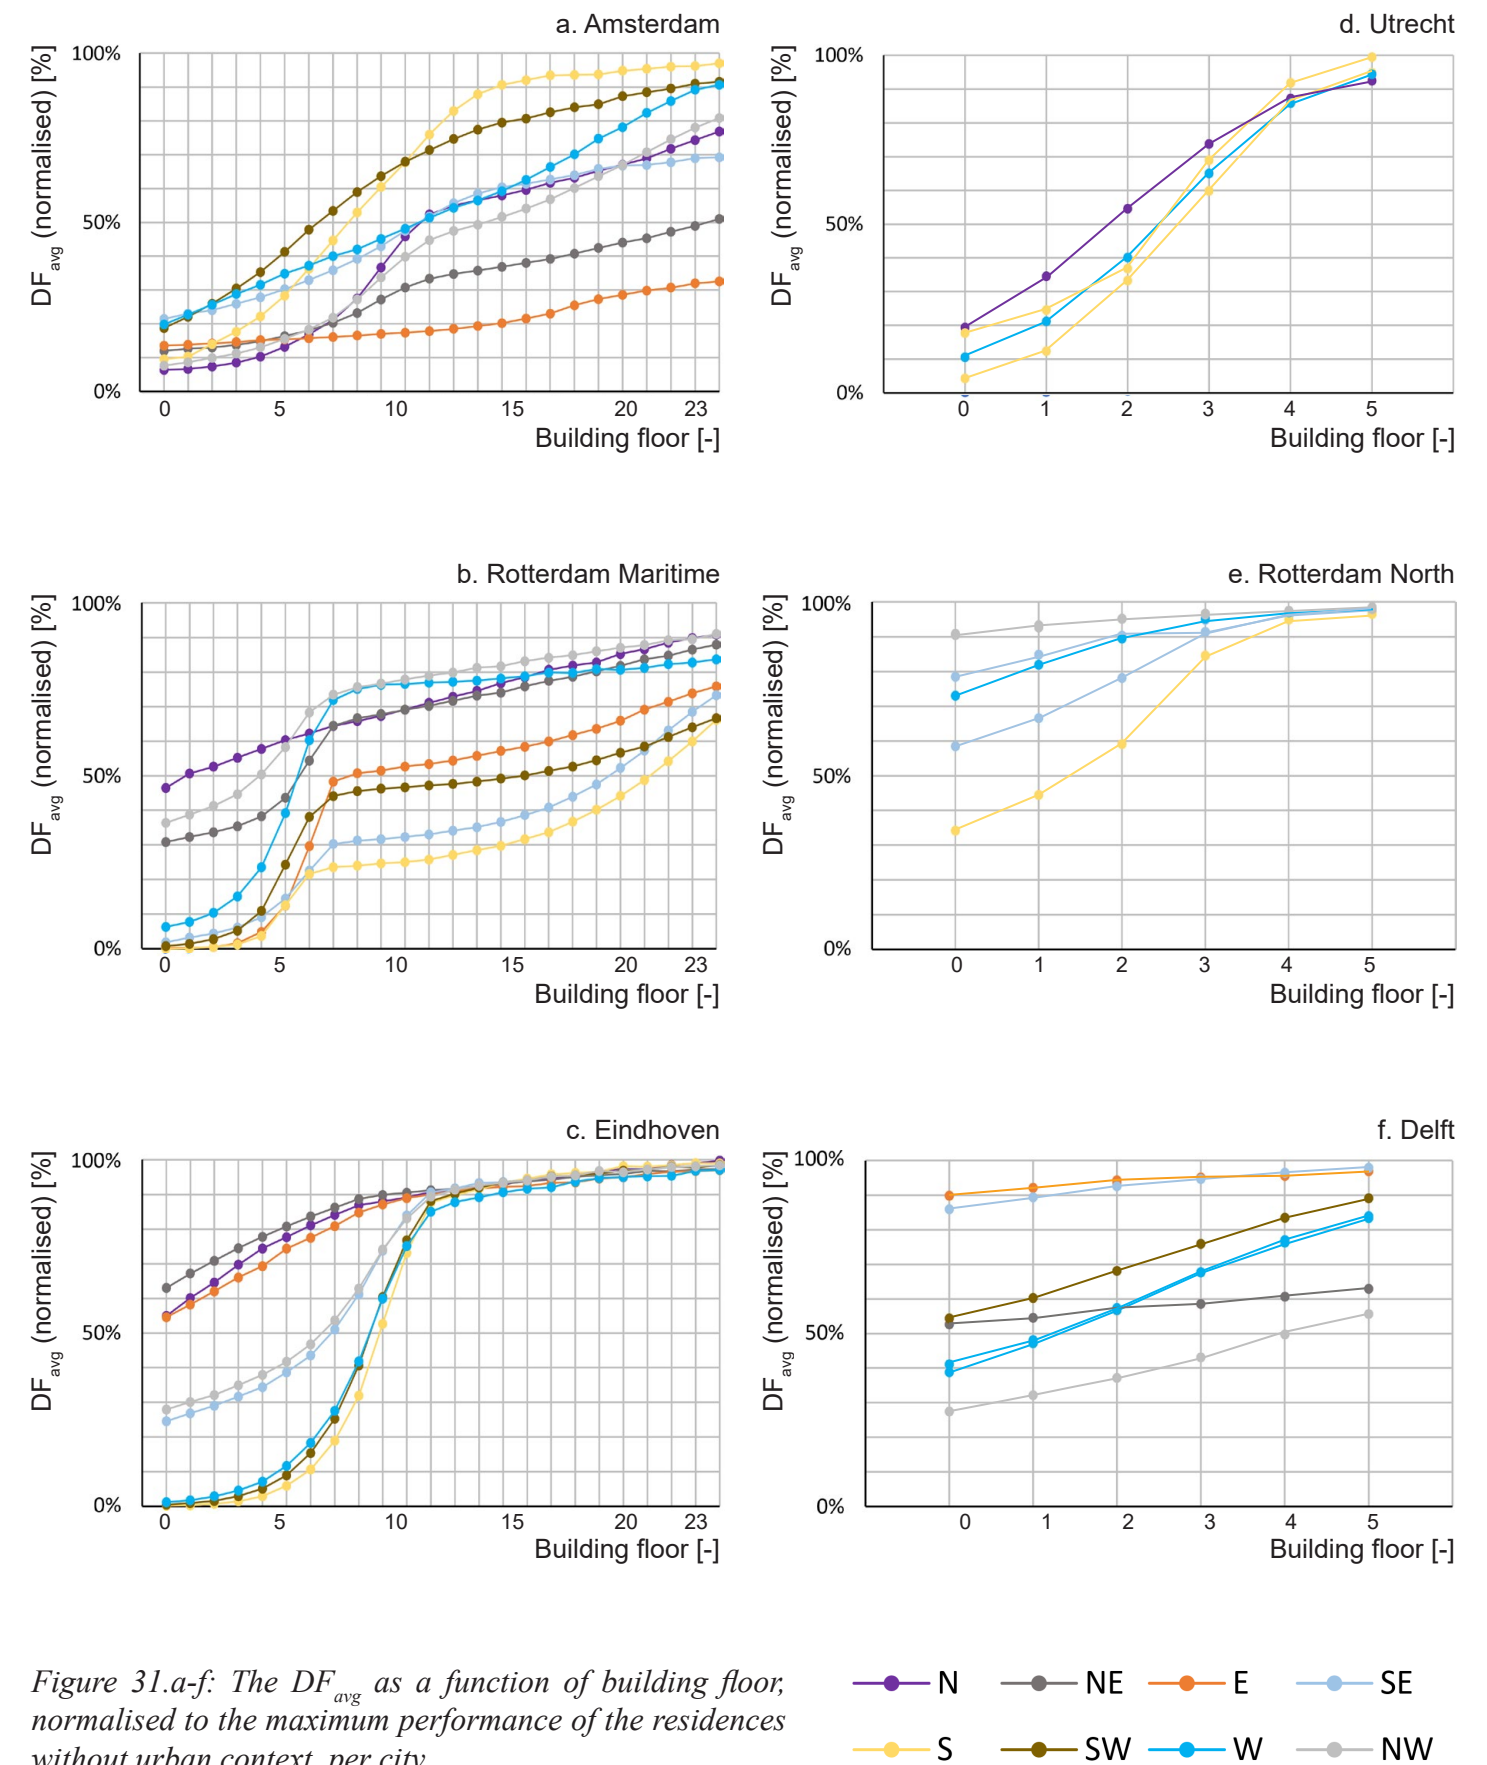 a. Amsterdam
DFavg (normalised) [%]
100%
50%
0%
0 5 10 15 20 23
Building floor [-]
d. Utrecht
DFavg (normalised) [%]
100%
50%
0%
0 1 2 3 4 5
Building floor [-]
b. Rotterdam Maritime
DFavg (normalised) [%]
100%
50%
0%
0 5 10 15 20 23
Building floor [-]
e. Rotterdam North
DFavg (normalised) [%]
100%
50%
0%
0 1 2 3 4 5
Building floor [-]
c. Eindhoven
DFavg (normalised) [%]
100%
50%
0%
0 5 10 15 20 23
Building floor [-]
f. Delft
DFavg (normalised) [%]
100%
50%
0%
0 1 2 3 4 5
Building floor [-]
Figure 31.a-f: The DFavg as a function of building floor,
normalised to the maximum performance of the residences
without urban context, per city
N NE E SE
S SW W NW